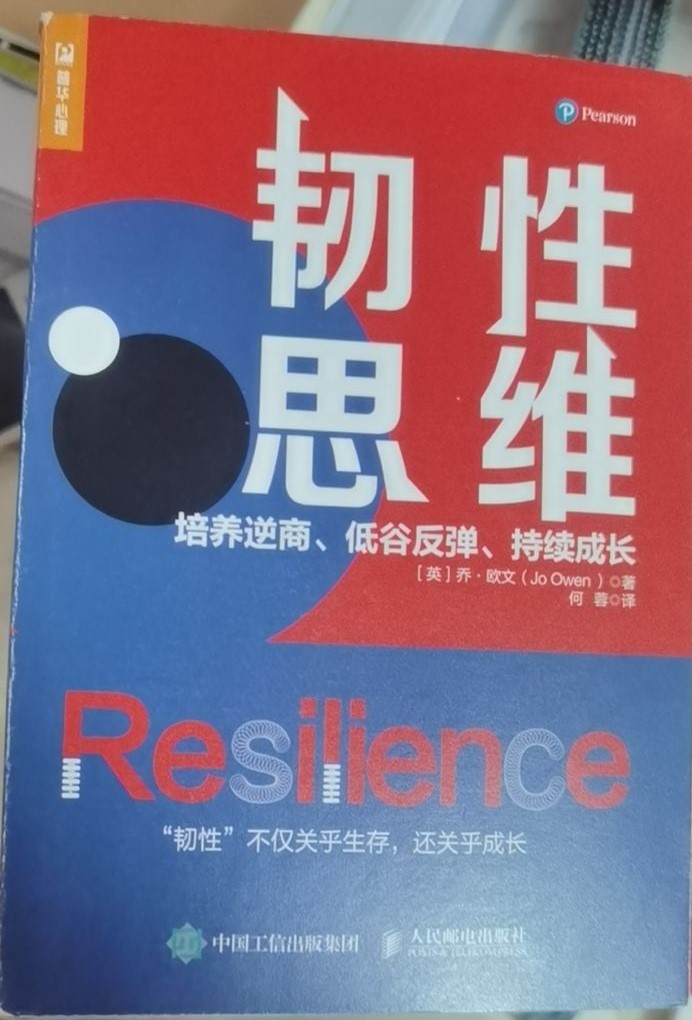 普华心理
Pearson
韧性
思维
培养逆商、低谷反弹、持续成长
[英]乔·欧文(Jo Owen)◎著
何蓉◎译
Resilience
“韧性”不仅关乎生存，还关乎成长
中国工信出版集团
人民邮电出版社
POSTS & TELECOM PRESS